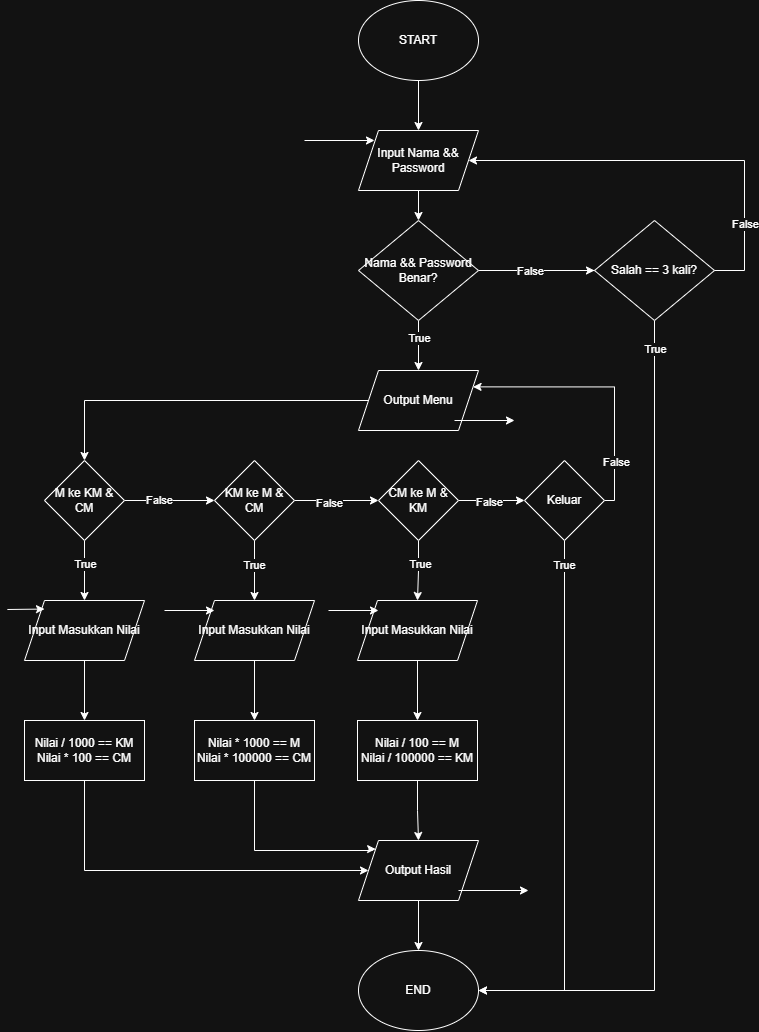 START
Input Nama &&
Password
False
Nama && Password
Benar?
False
Salah == 3 kali?
True
True
Output Menu
False
M ke KM &
CM
False
KM ke M &
CM
False
CM ke M &
KM
False
Keluar
True
True
True
True
Input Masukkan Nilai
Input Masukkan Nilai
Input Masukkan Nilai
Nilai / 1000 == KM
Nilai * 100 == CM
Nilai * 1000 == M
Nilai * 100000 == CM
Nilai / 100 == M
Nilai / 100000 == KM
Output Hasil
END